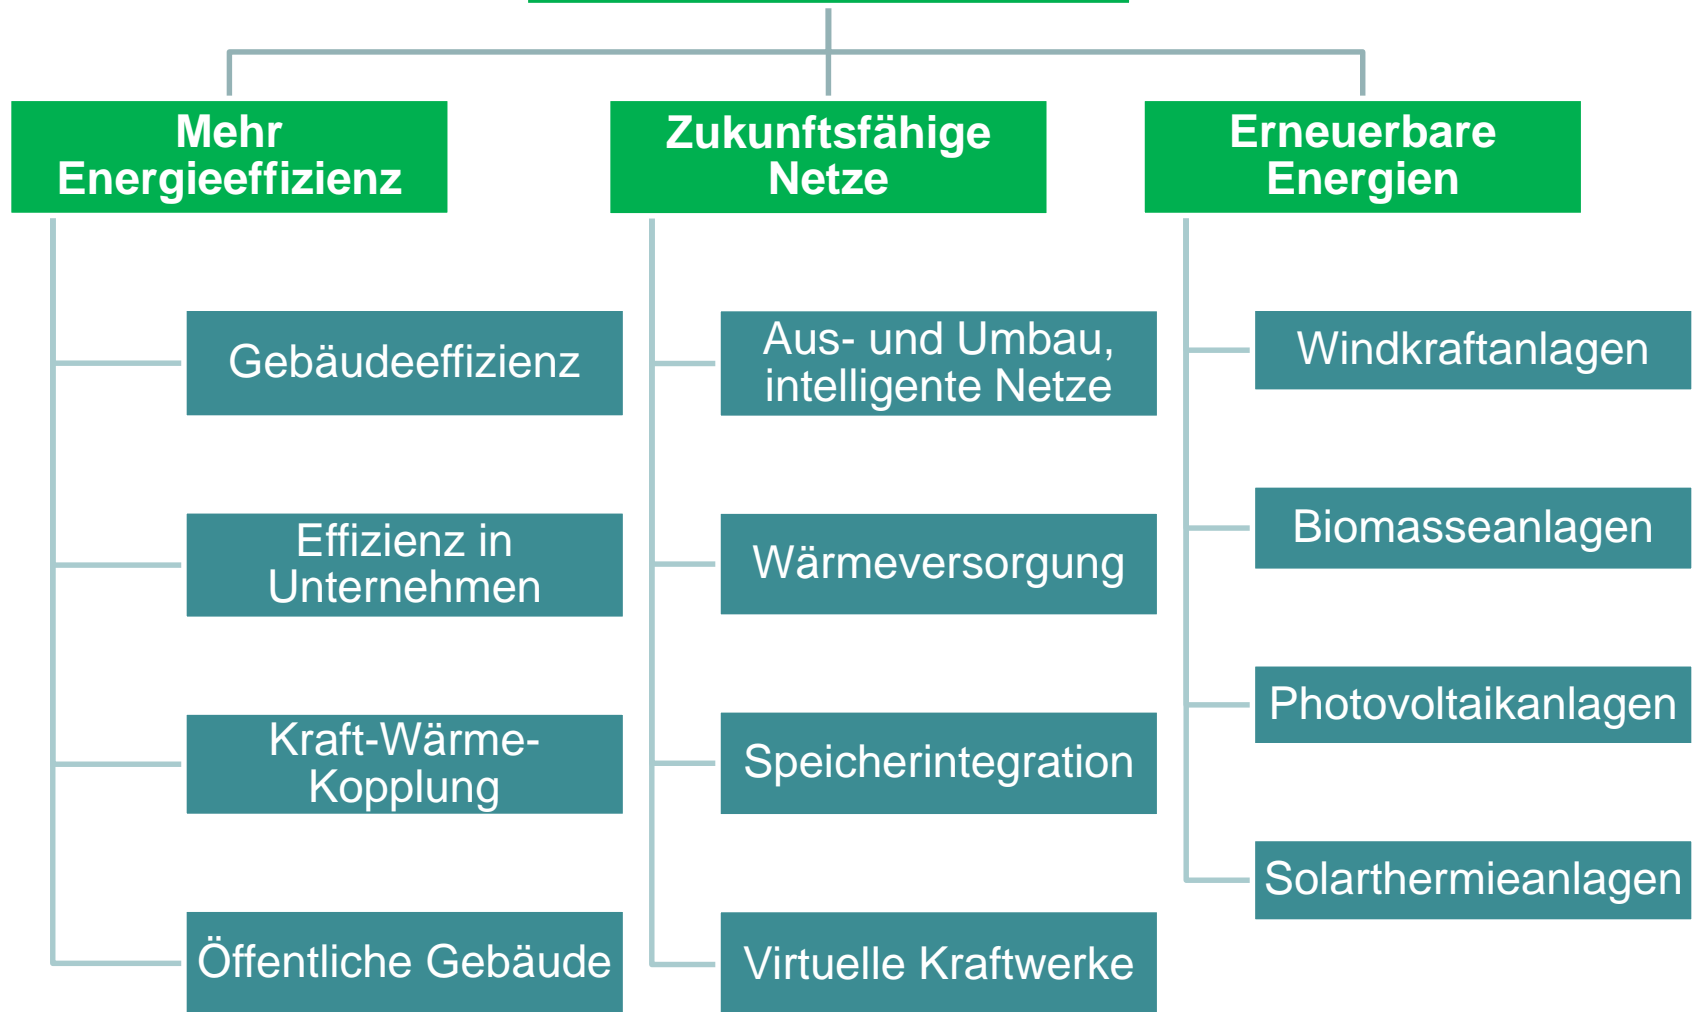 Mehr
Energieeffizienz
Gebäudeeffizienz
Effizienz in
Unternehmen
Kraft-Wärme-
Kopplung
Öffentliche Gebäude
Zukunftsfähige
Netze
Aus- und Umbau,
intelligente Netze
Wärmeversorgung
Speicherintegration
Virtuelle Kraftwerke
Erneuerbare
Energien
Windkraftanlagen
Biomasseanlagen
Photovoltaikanlagen
Solarthermieanlagen